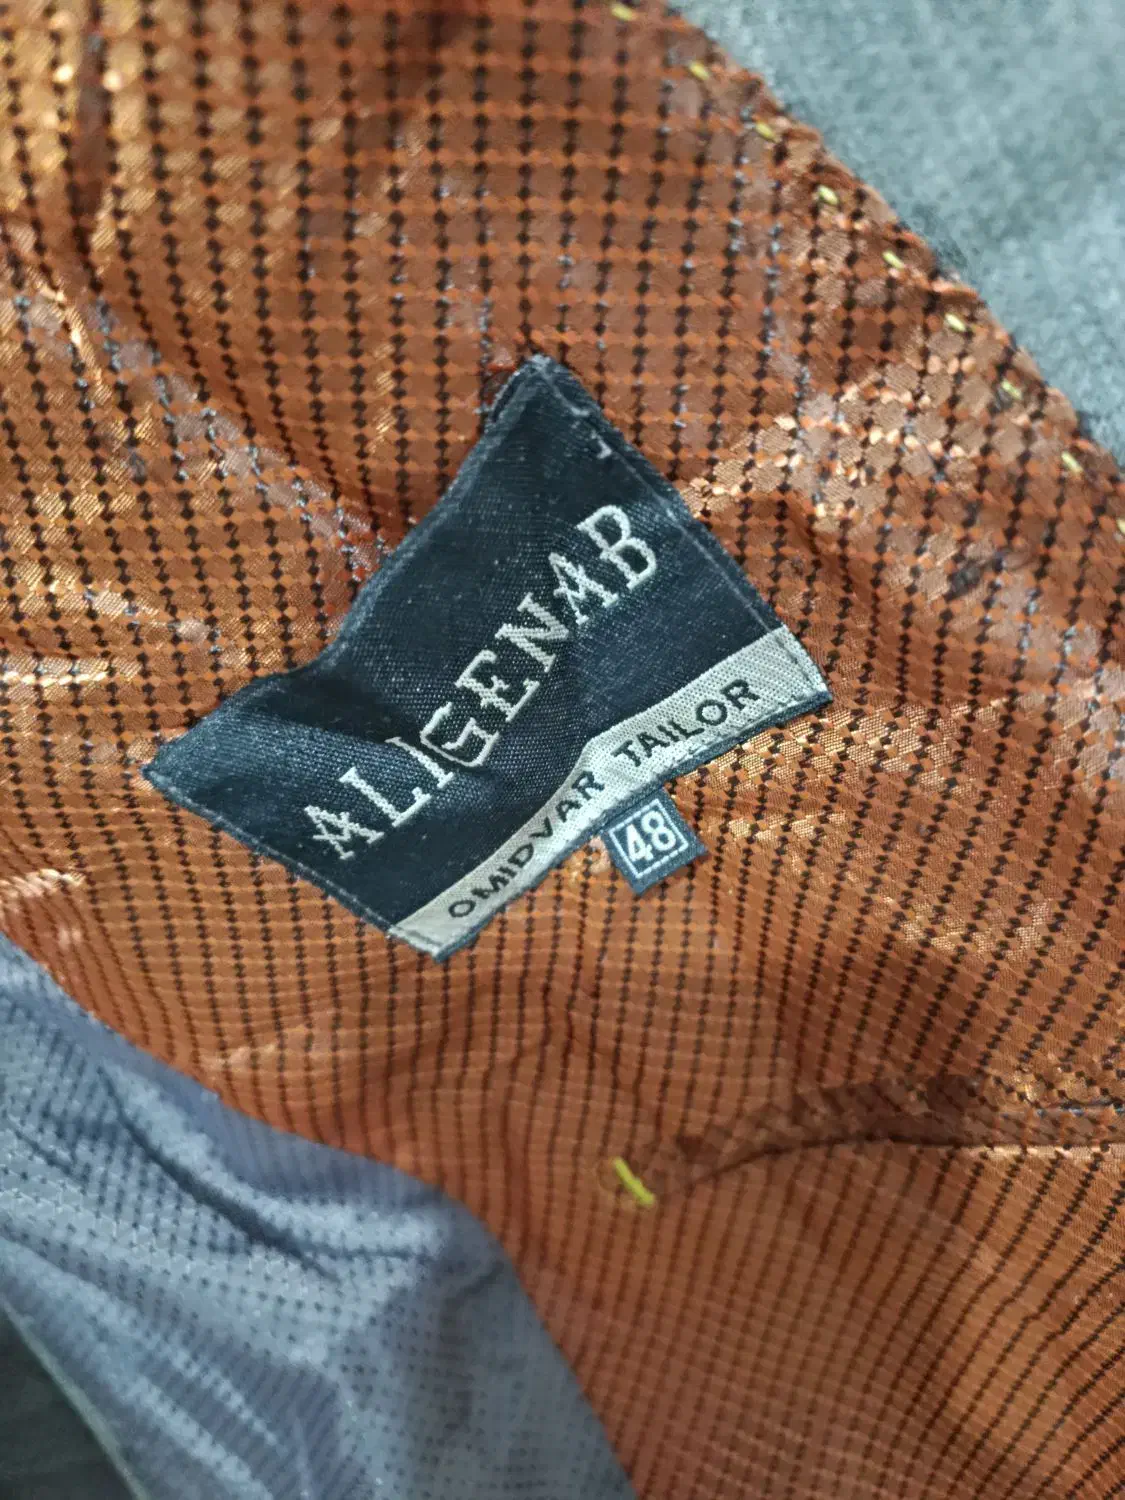 ALIGENAB
OMIDVAR TAILOR
48